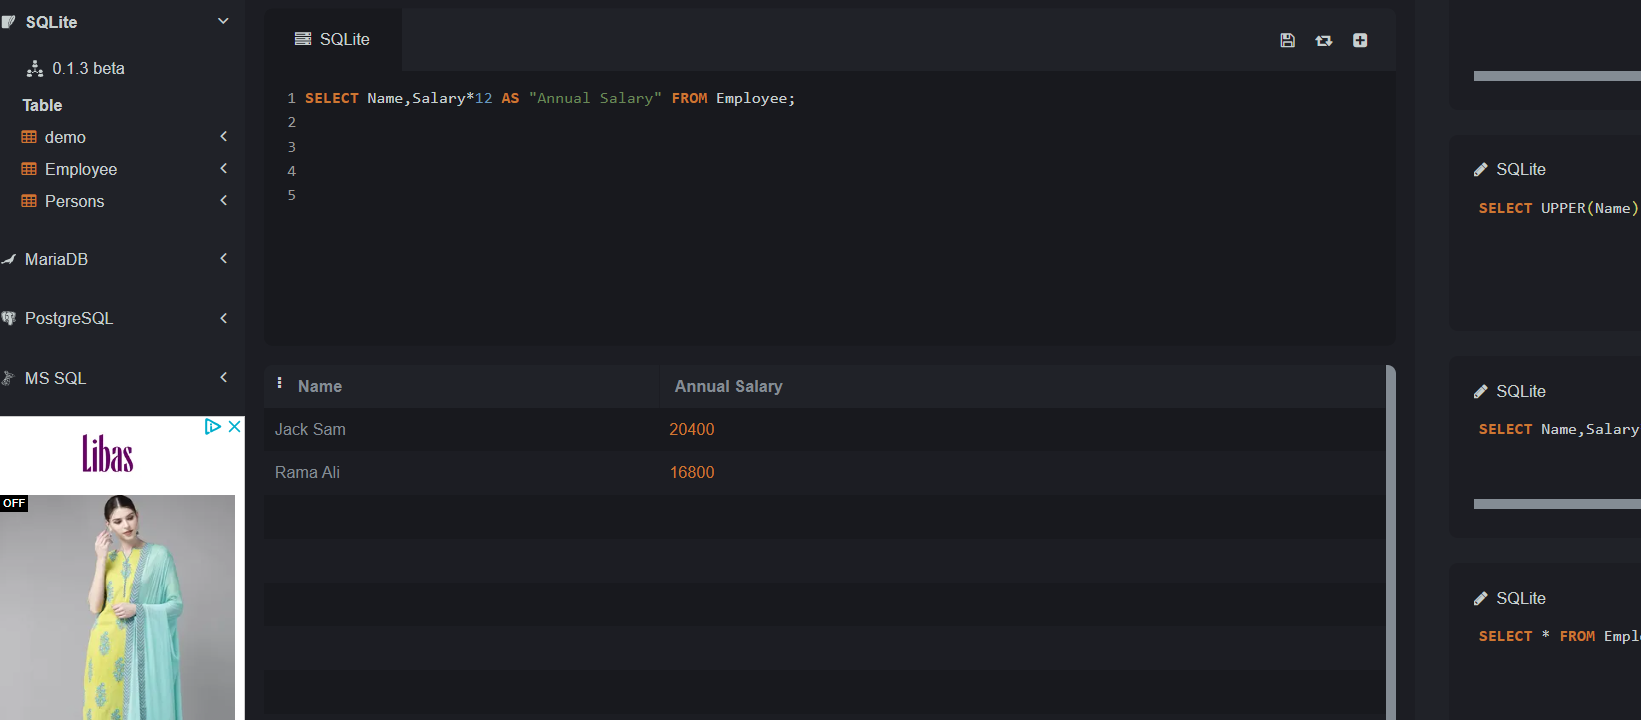 SQLite
0.1.3 beta
Table
demo
Employee
Persons
MariaDB
PostgreSQL
MS SQL
Libas
OFF
SQLite
1 SELECT Name,Salary*12 AS "Annual Salary" FROM Employee;
2
3
4
5
Name Annual Salary
Jack Sam 20400
Rama Ali 16800
SQLite
SELECT UPPER(Name)
SQLite
SELECT Name,Salary
SQLite
SELECT * FROM Empl